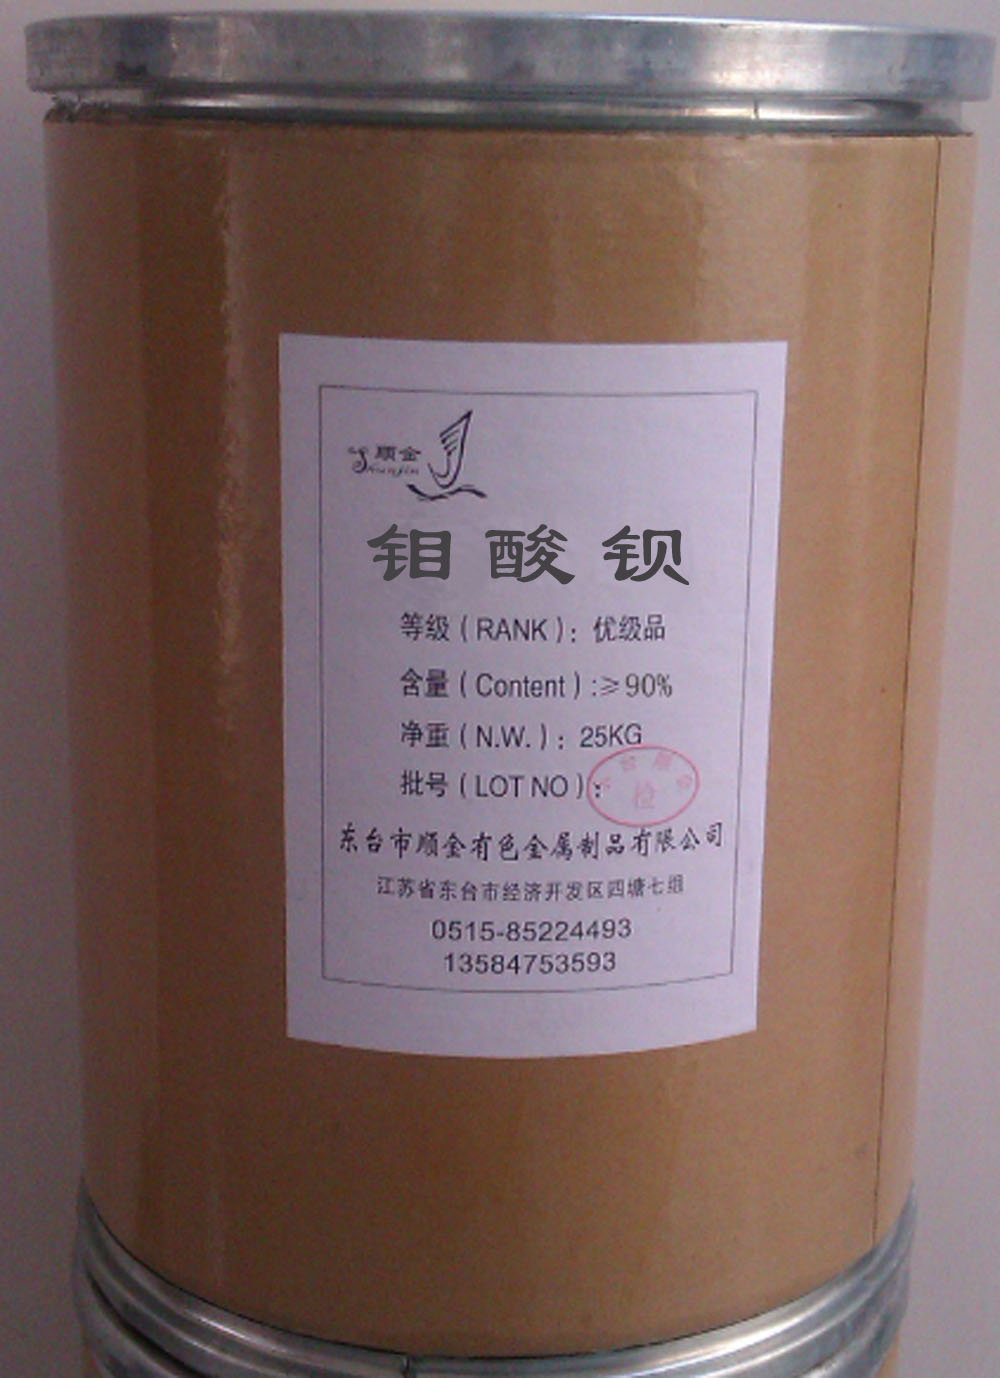 顺金
Shunjin
钼酸钡
等级（RANK）：优级品
含量（Content）:≥90%
净重（N.W.）：25KG
批号（LOT NO）：
检
东台市顺金有色金属制品有限公司
江苏省东台市经济开发区四塘七组
0515-85224493
13584753593